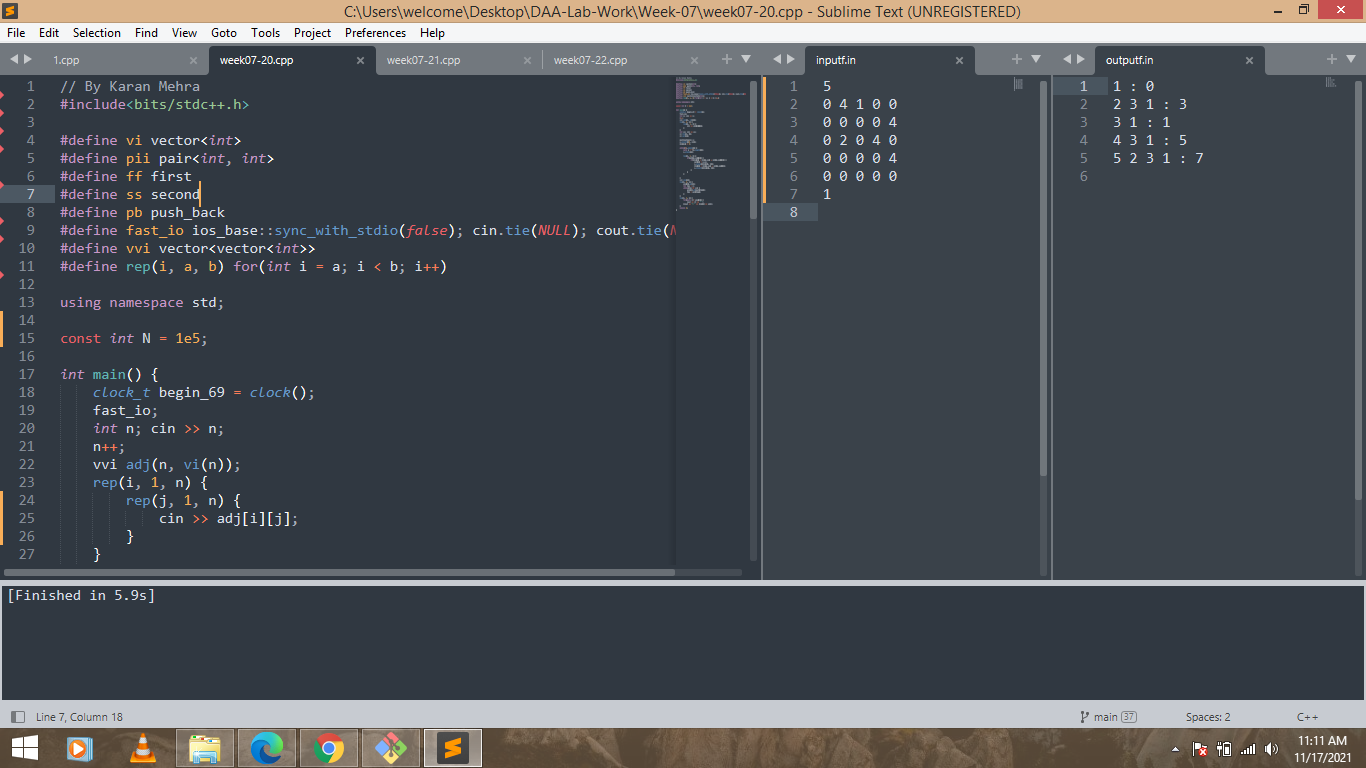 C:\Users\welcome\Desktop\DAA-Lab-Work\Week-07\week07-20.cpp - Sublime Text (UNREGISTERED)
File Edit Selection Find View Goto Tools Project Preferences Help
1.cpp week07-20.cpp week07-21.cpp week07-22.cpp
1 // By Karan Mehra
2 #include<bits/stdc++.h>
3
4 #define vi vector<int>
5 #define pii pair<int, int>
6 #define ff first
7 #define ss second
8 #define pb push_back
9 #define fast_io ios_base::sync_with_stdio(false); cin.tie(NULL); cout.tie(N
10 #define vvi vector<vector<int>>
11 #define rep(i, a, b) for(int i = a; i < b; i++)
12
13 using namespace std;
14
15 const int N = 1e5;
16
17 int main() {
18 clock_t begin_69 = clock();
19 fast_io;
20 int n; cin >> n;
21 n++;
22 vvi adj(n, vi(n));
23 rep(i, 1, n) {
24 rep(j, 1, n) {
25 cin >> adj[i][j];
26 }
27 }
inputf.in
1 5
2 0 4 1 0 0
3 0 0 0 0 4
4 0 2 0 4 0
5 0 0 0 0 4
6 0 0 0 0 0
7 1
8
outputf.in
1 1 : 0
2 2 3 1 : 3
3 3 1 : 1
4 4 3 1 : 5
5 5 2 3 1 : 7
6
[Finished in 5.9s]
Line 7, Column 18 main 37 Spaces: 2 C++
11:11 AM
11/17/2021